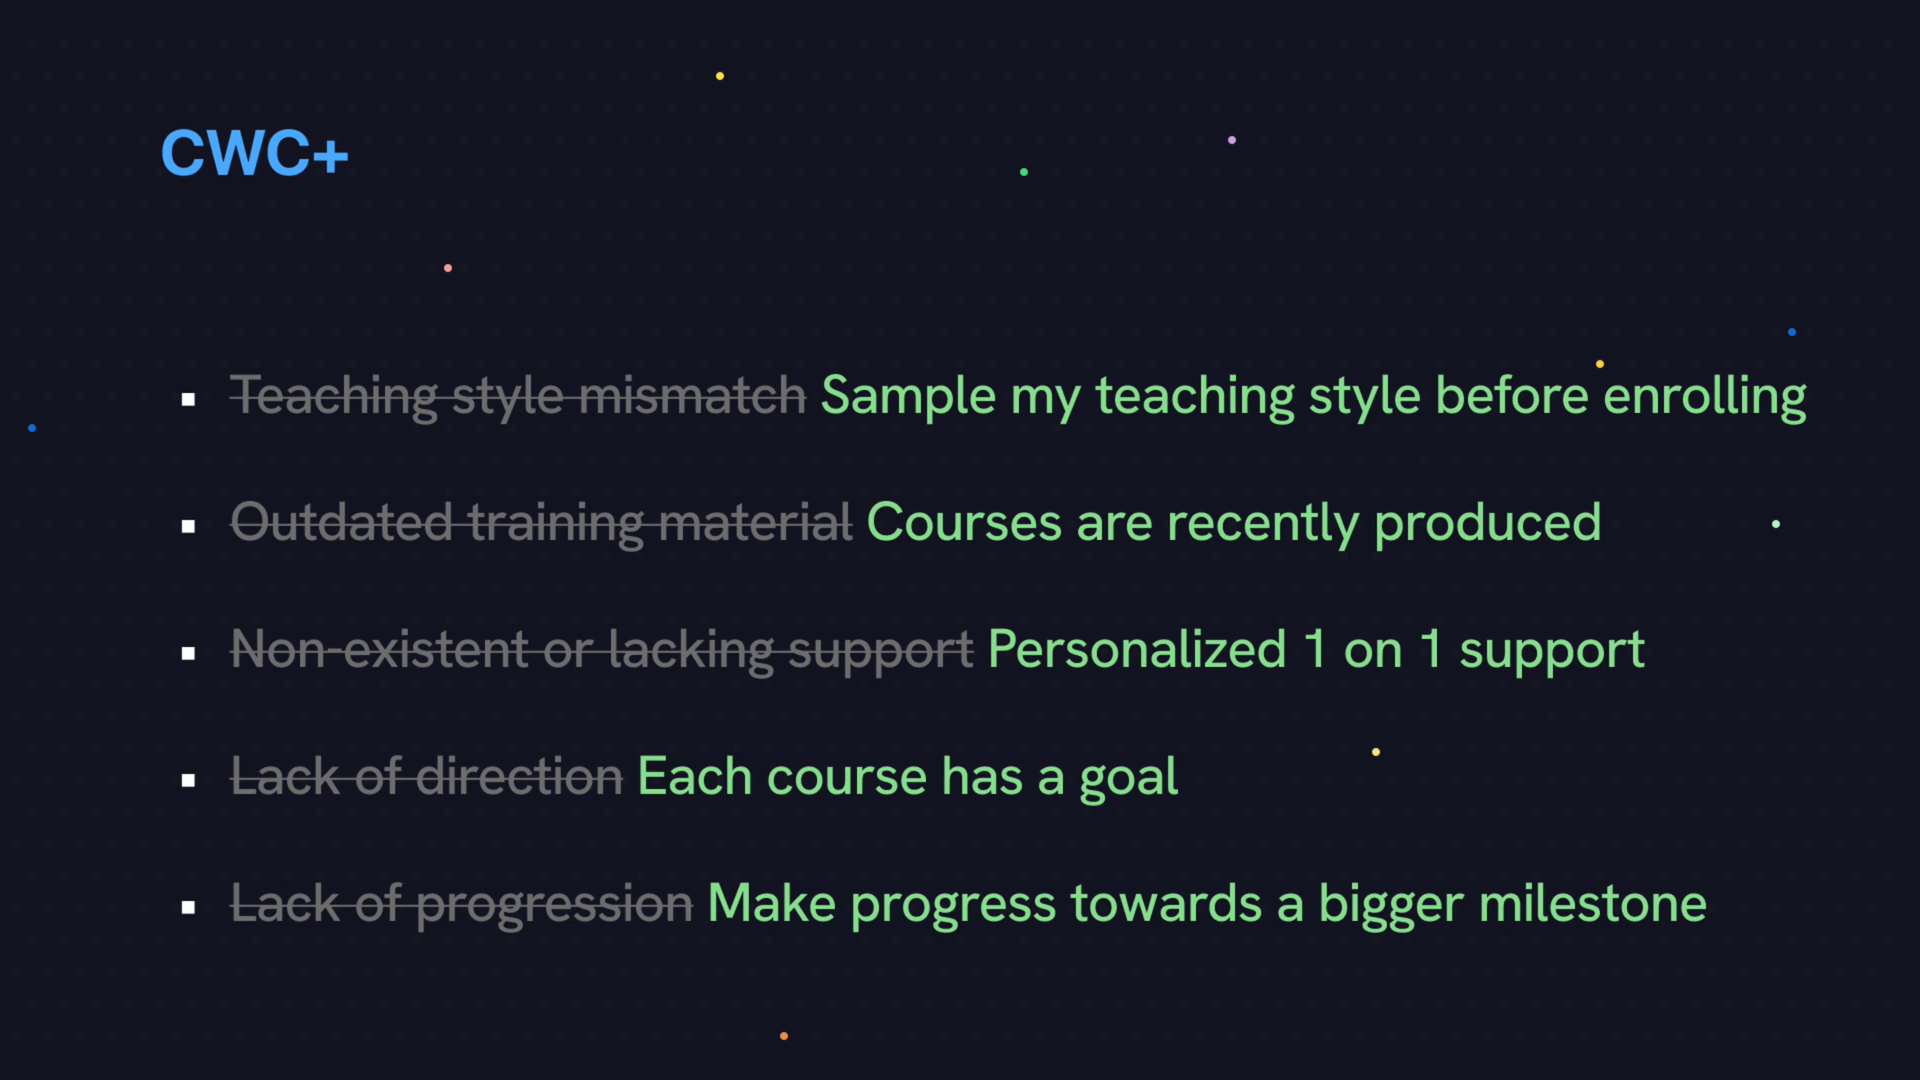 CWC+
Teaching style mismatch Sample my teaching style before enrolling
Outdated training material Courses are recently produced
Non-existent or lacking support Personalized 1 on 1 support
Lack of direction Each course has a goal
Lack of progression Make progress towards a bigger milestone